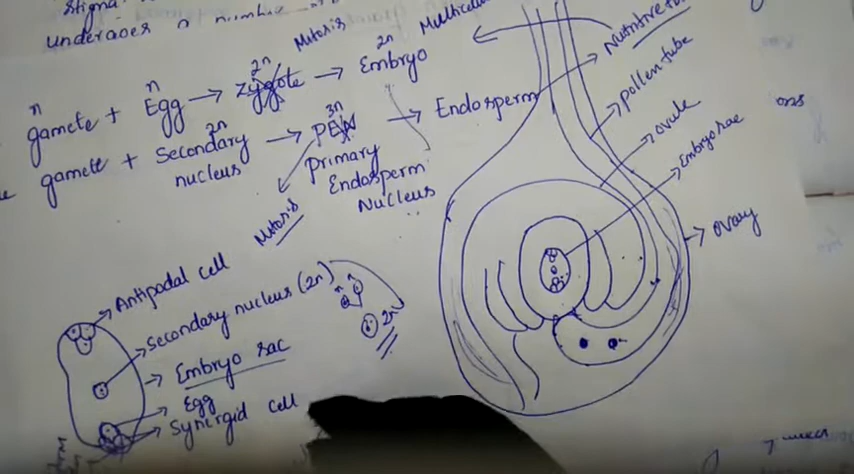 stigma
undergoes a number
Mitosis
Multicellu
n n 2n 2n
gamete + Egg → zygote → Embryo
2n 3n
gamete + Secondary nucleus → PEN → Endosperm
Primary
Endosperm
Nucleus
Mitosis
pollen tube
ovule
Embryo sac
ovary
Antipodal cell
Secondary nucleus (2n)
n n
2n
Embryo sac
Egg
Synergid cell